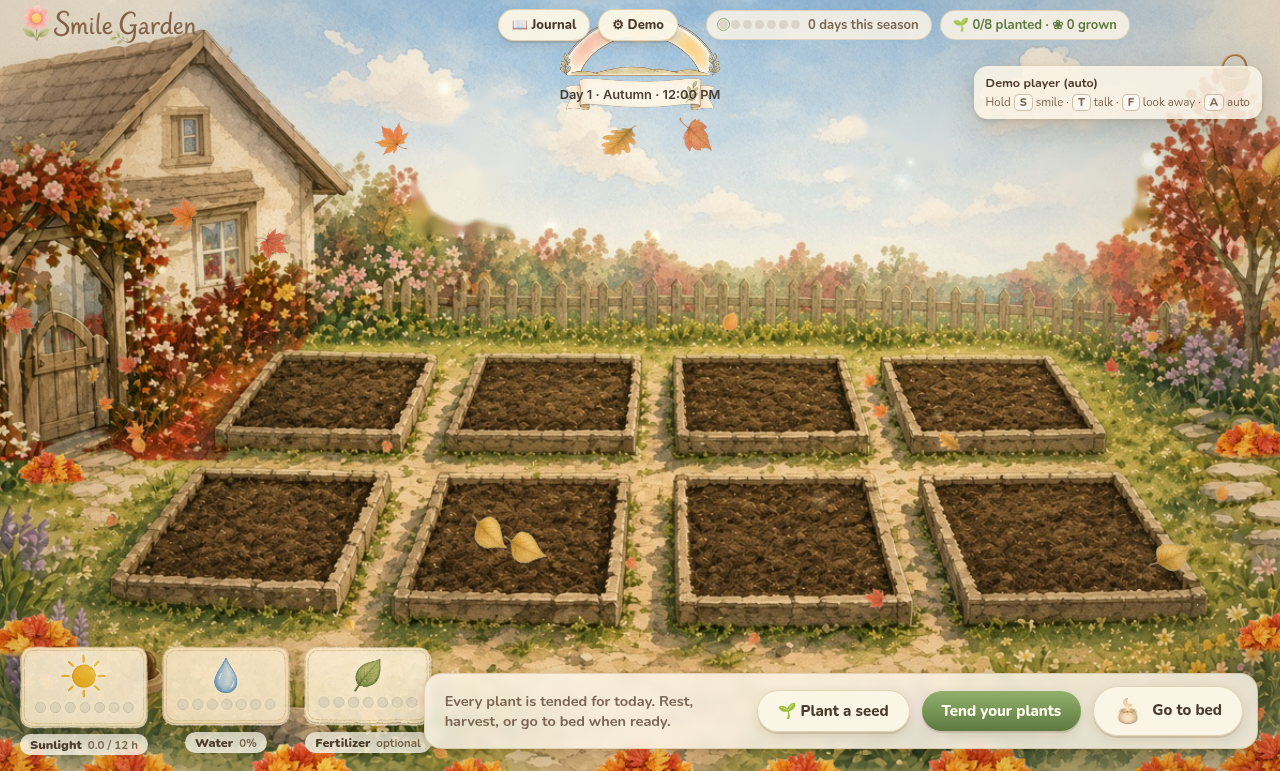 Smile Garden
📖 Journal
⚙ Demo
0 days this season
🌱 0/8 planted · ❀ 0 grown
Day 1 · Autumn · 12:00 PM
Demo player (auto)
Hold S smile · T talk · F look away · A auto
Every plant is tended for today. Rest,
harvest, or go to bed when ready.
🌱 Plant a seed
Tend your plants
Go to bed
Sunlight 0.0 / 12 h
Water 0%
Fertilizer optional